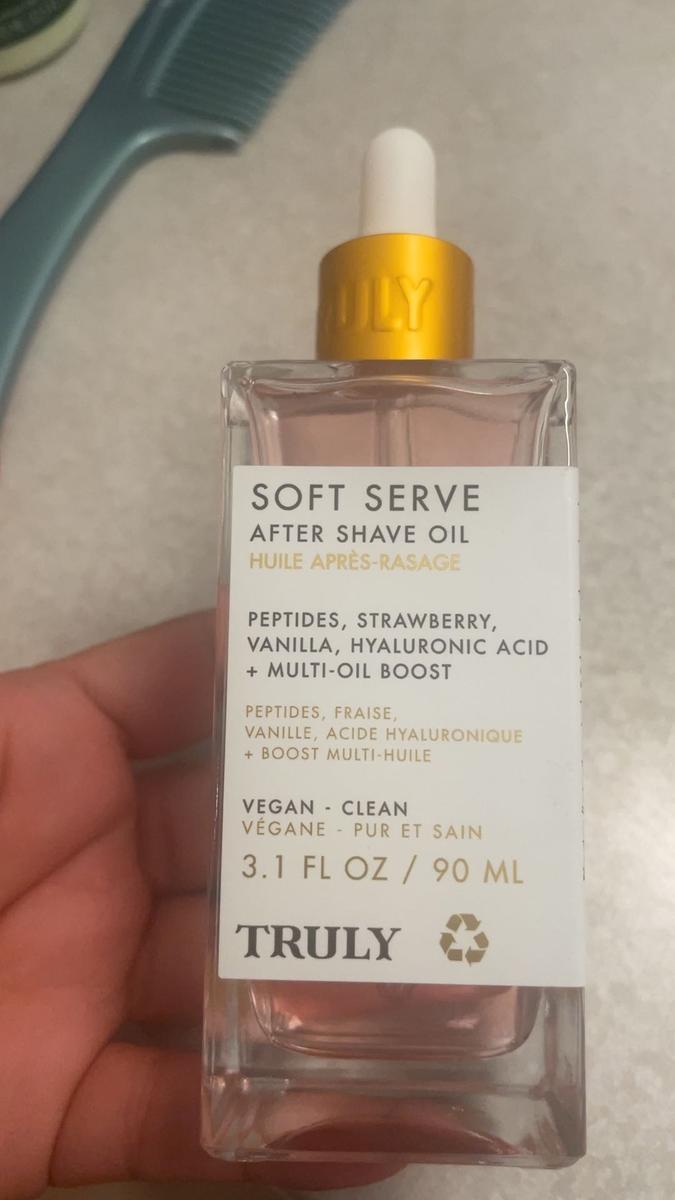 ULY
SOFT SERVE
AFTER SHAVE OIL
HUILE APRÈS-RASAGE
PEPTIDES, STRAWBERRY,
VANILLA, HYALURONIC ACID
+ MULTI-OIL BOOST
PEPTIDES, FRAISE,
VANILLE, ACIDE HYALURONIQUE
+ BOOST MULTI-HUILE
VEGAN - CLEAN
VÉGANE - PUR ET SAIN
3.1 FL OZ / 90 ML
TRULY